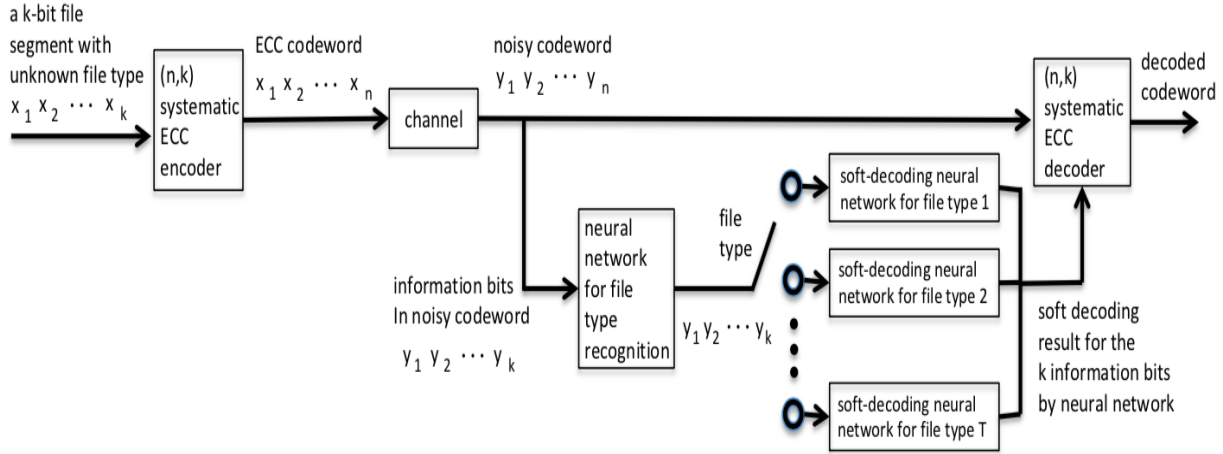 a k-bit file
segment with
unknown file type
x 1 x 2 ··· x k
(n,k)
systematic
ECC
encoder
ECC codeword
x 1 x 2 ··· x n
channel
noisy codeword
y 1 y 2 ··· y n
(n,k)
systematic
ECC
decoder
decoded
codeword
information bits
In noisy codeword
y 1 y 2 ··· y k
neural
network
for file
type
recognition
file
type
y 1 y 2 ··· y k
soft-decoding neural
network for file type 1
soft-decoding neural
network for file type 2
soft-decoding neural
network for file type T
soft decoding
result for the
k information bits
by neural network